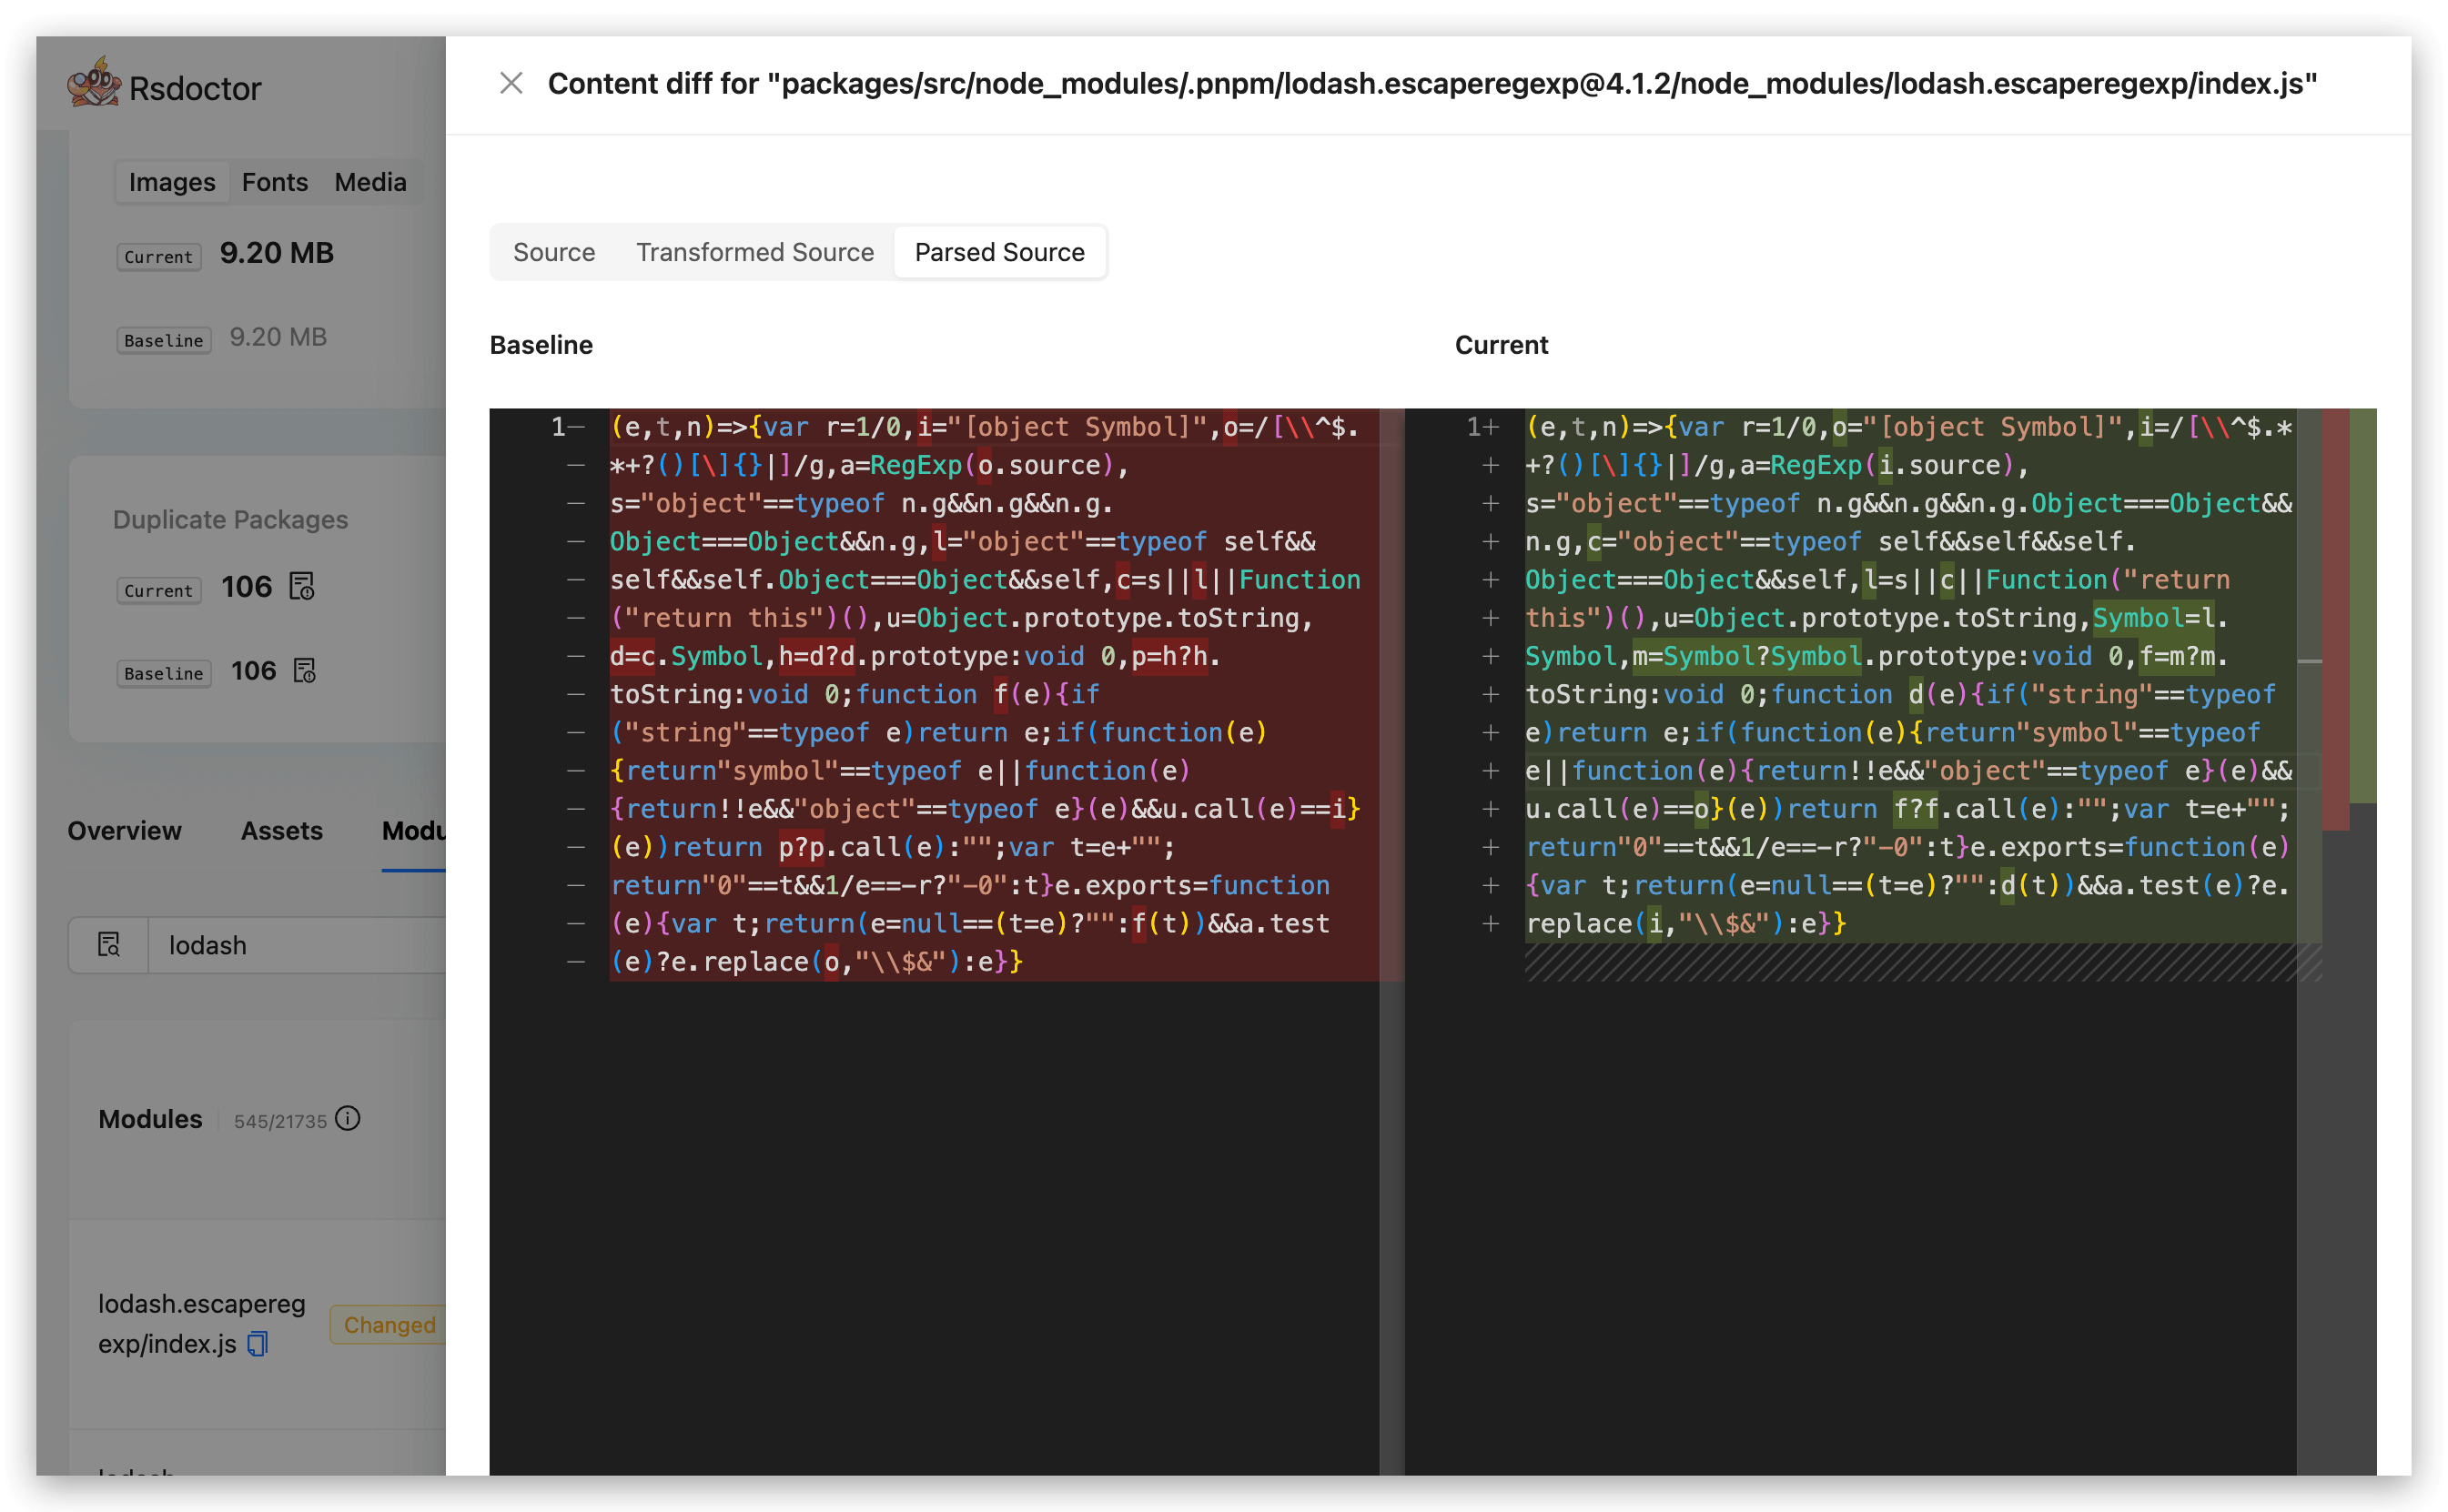 Rsdoctor
Images Fonts Media
Current 9.20 MB
Baseline 9.20 MB
Duplicate Packages
Current 106
Baseline 106
Overview Assets Modu
lodash
Modules 545/21735
lodash.escapereg
exp/index.js
Changed
Content diff for "packages/src/node_modules/.pnpm/lodash.escaperegexp@4.1.2/node_modules/lodash.escaperegexp/index.js"
Source Transformed Source Parsed Source
Baseline
1— (e,t,n)=>{var r=1/0,i="[object Symbol]",o=/[\\^$.
— *+?()[\]{}|]/g,a=RegExp(o.source),
— s="object"==typeof n.g&&n.g&&n.g.
— Object===Object&&n.g,l="object"==typeof self&&
— self&&self.Object===Object&&self,c=s||l||Function
— ("return this")(),u=Object.prototype.toString,
— d=c.Symbol,h=d?d.prototype:void 0,p=h?h.
— toString:void 0;function f(e){if
— ("string"==typeof e)return e;if(function(e)
— {return"symbol"==typeof e||function(e)
— {return!!e&&"object"==typeof e}(e)&&u.call(e)==i}
— (e))return p?p.call(e):"";var t=e+"";
— return"0"==t&&1/e==-r?"-0":t}e.exports=function
— (e){var t;return(e=null==(t=e)?"":f(t))&&a.test
— (e)?e.replace(o,"\\$&"):e}}
Current
1+ (e,t,n)=>{var r=1/0,o="[object Symbol]",i=/[\\^$.*
+ +?()[\]{}|]/g,a=RegExp(i.source),
+ s="object"==typeof n.g&&n.g&&n.g.Object===Object&&
+ n.g,c="object"==typeof self&&self&&self.
+ Object===Object&&self,l=s||c||Function("return
+ this")(),u=Object.prototype.toString,Symbol=l.
+ Symbol,m=Symbol?Symbol.prototype:void 0,f=m?m.
+ toString:void 0;function d(e){if("string"==typeof
+ e)return e;if(function(e){return"symbol"==typeof
+ e||function(e){return!!e&&"object"==typeof e}(e)&&
+ u.call(e)==o}(e))return f?f.call(e):"";var t=e+"";
+ return"0"==t&&1/e==-r?"-0":t}e.exports=function(e)
+ {var t;return(e=null==(t=e)?"":d(t))&&a.test(e)?e.
+ replace(i,"\\$&"):e}}